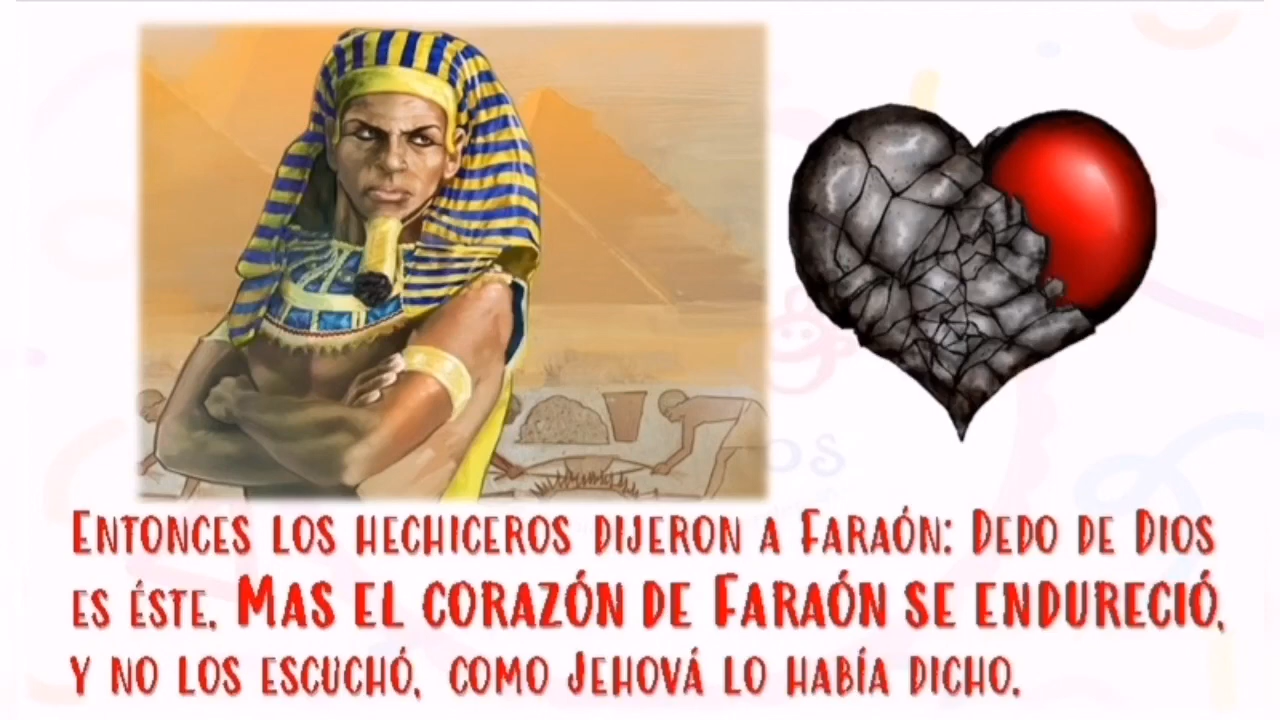 ENTONCES LOS HECHICEROS DIJERON A FARAÓN: DEDO DE DIOS
ES ÉSTE. MAS EL CORAZÓN DE FARAÓN SE ENDURECIÓ,
Y NO LOS ESCUCHÓ, COMO JEHOVÁ LO HABÍA DICHO.